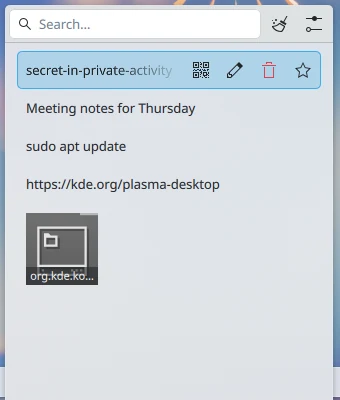 Search...
secret-in-private-activity
Meeting notes for Thursday
sudo apt update
https://kde.org/plasma-desktop
org.kde.ko...